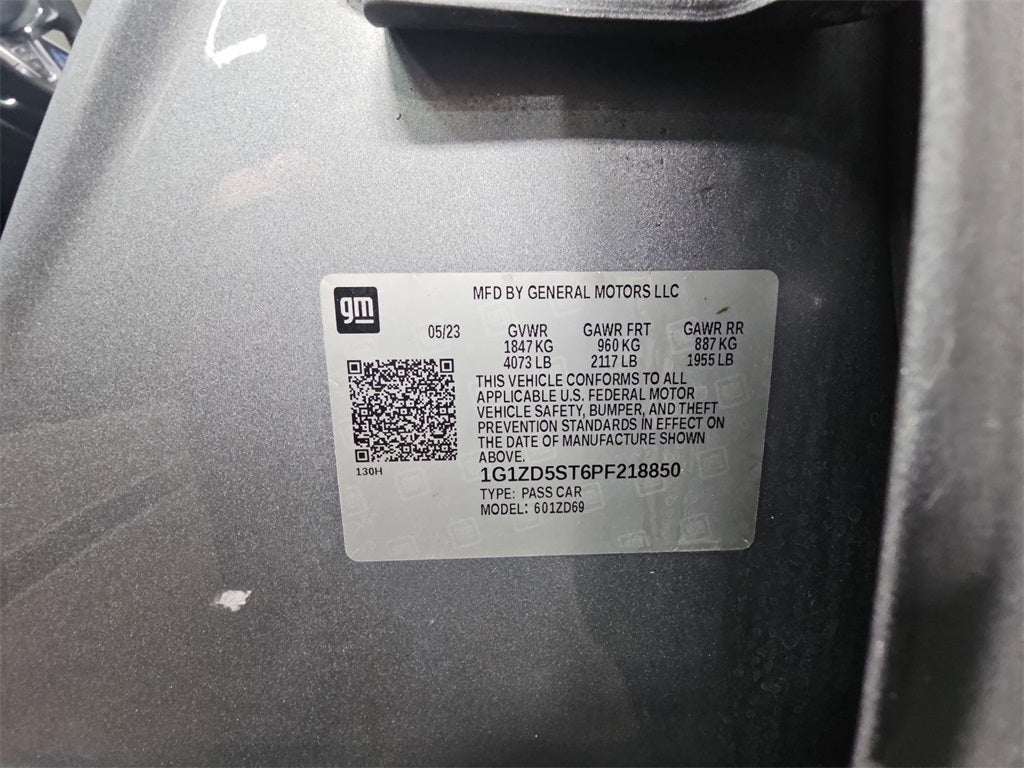 gm
MFD BY GENERAL MOTORS LLC
05/23 GVWR GAWR FRT GAWR RR
1847 KG 960 KG 887 KG
4073 LB 2117 LB 1955 LB
THIS VEHICLE CONFORMS TO ALL
APPLICABLE U.S. FEDERAL MOTOR
VEHICLE SAFETY, BUMPER, AND THEFT
PREVENTION STANDARDS IN EFFECT ON
THE DATE OF MANUFACTURE SHOWN
ABOVE.
130H
1G1ZD5ST6PF218850
TYPE: PASS CAR
MODEL: 601ZD69